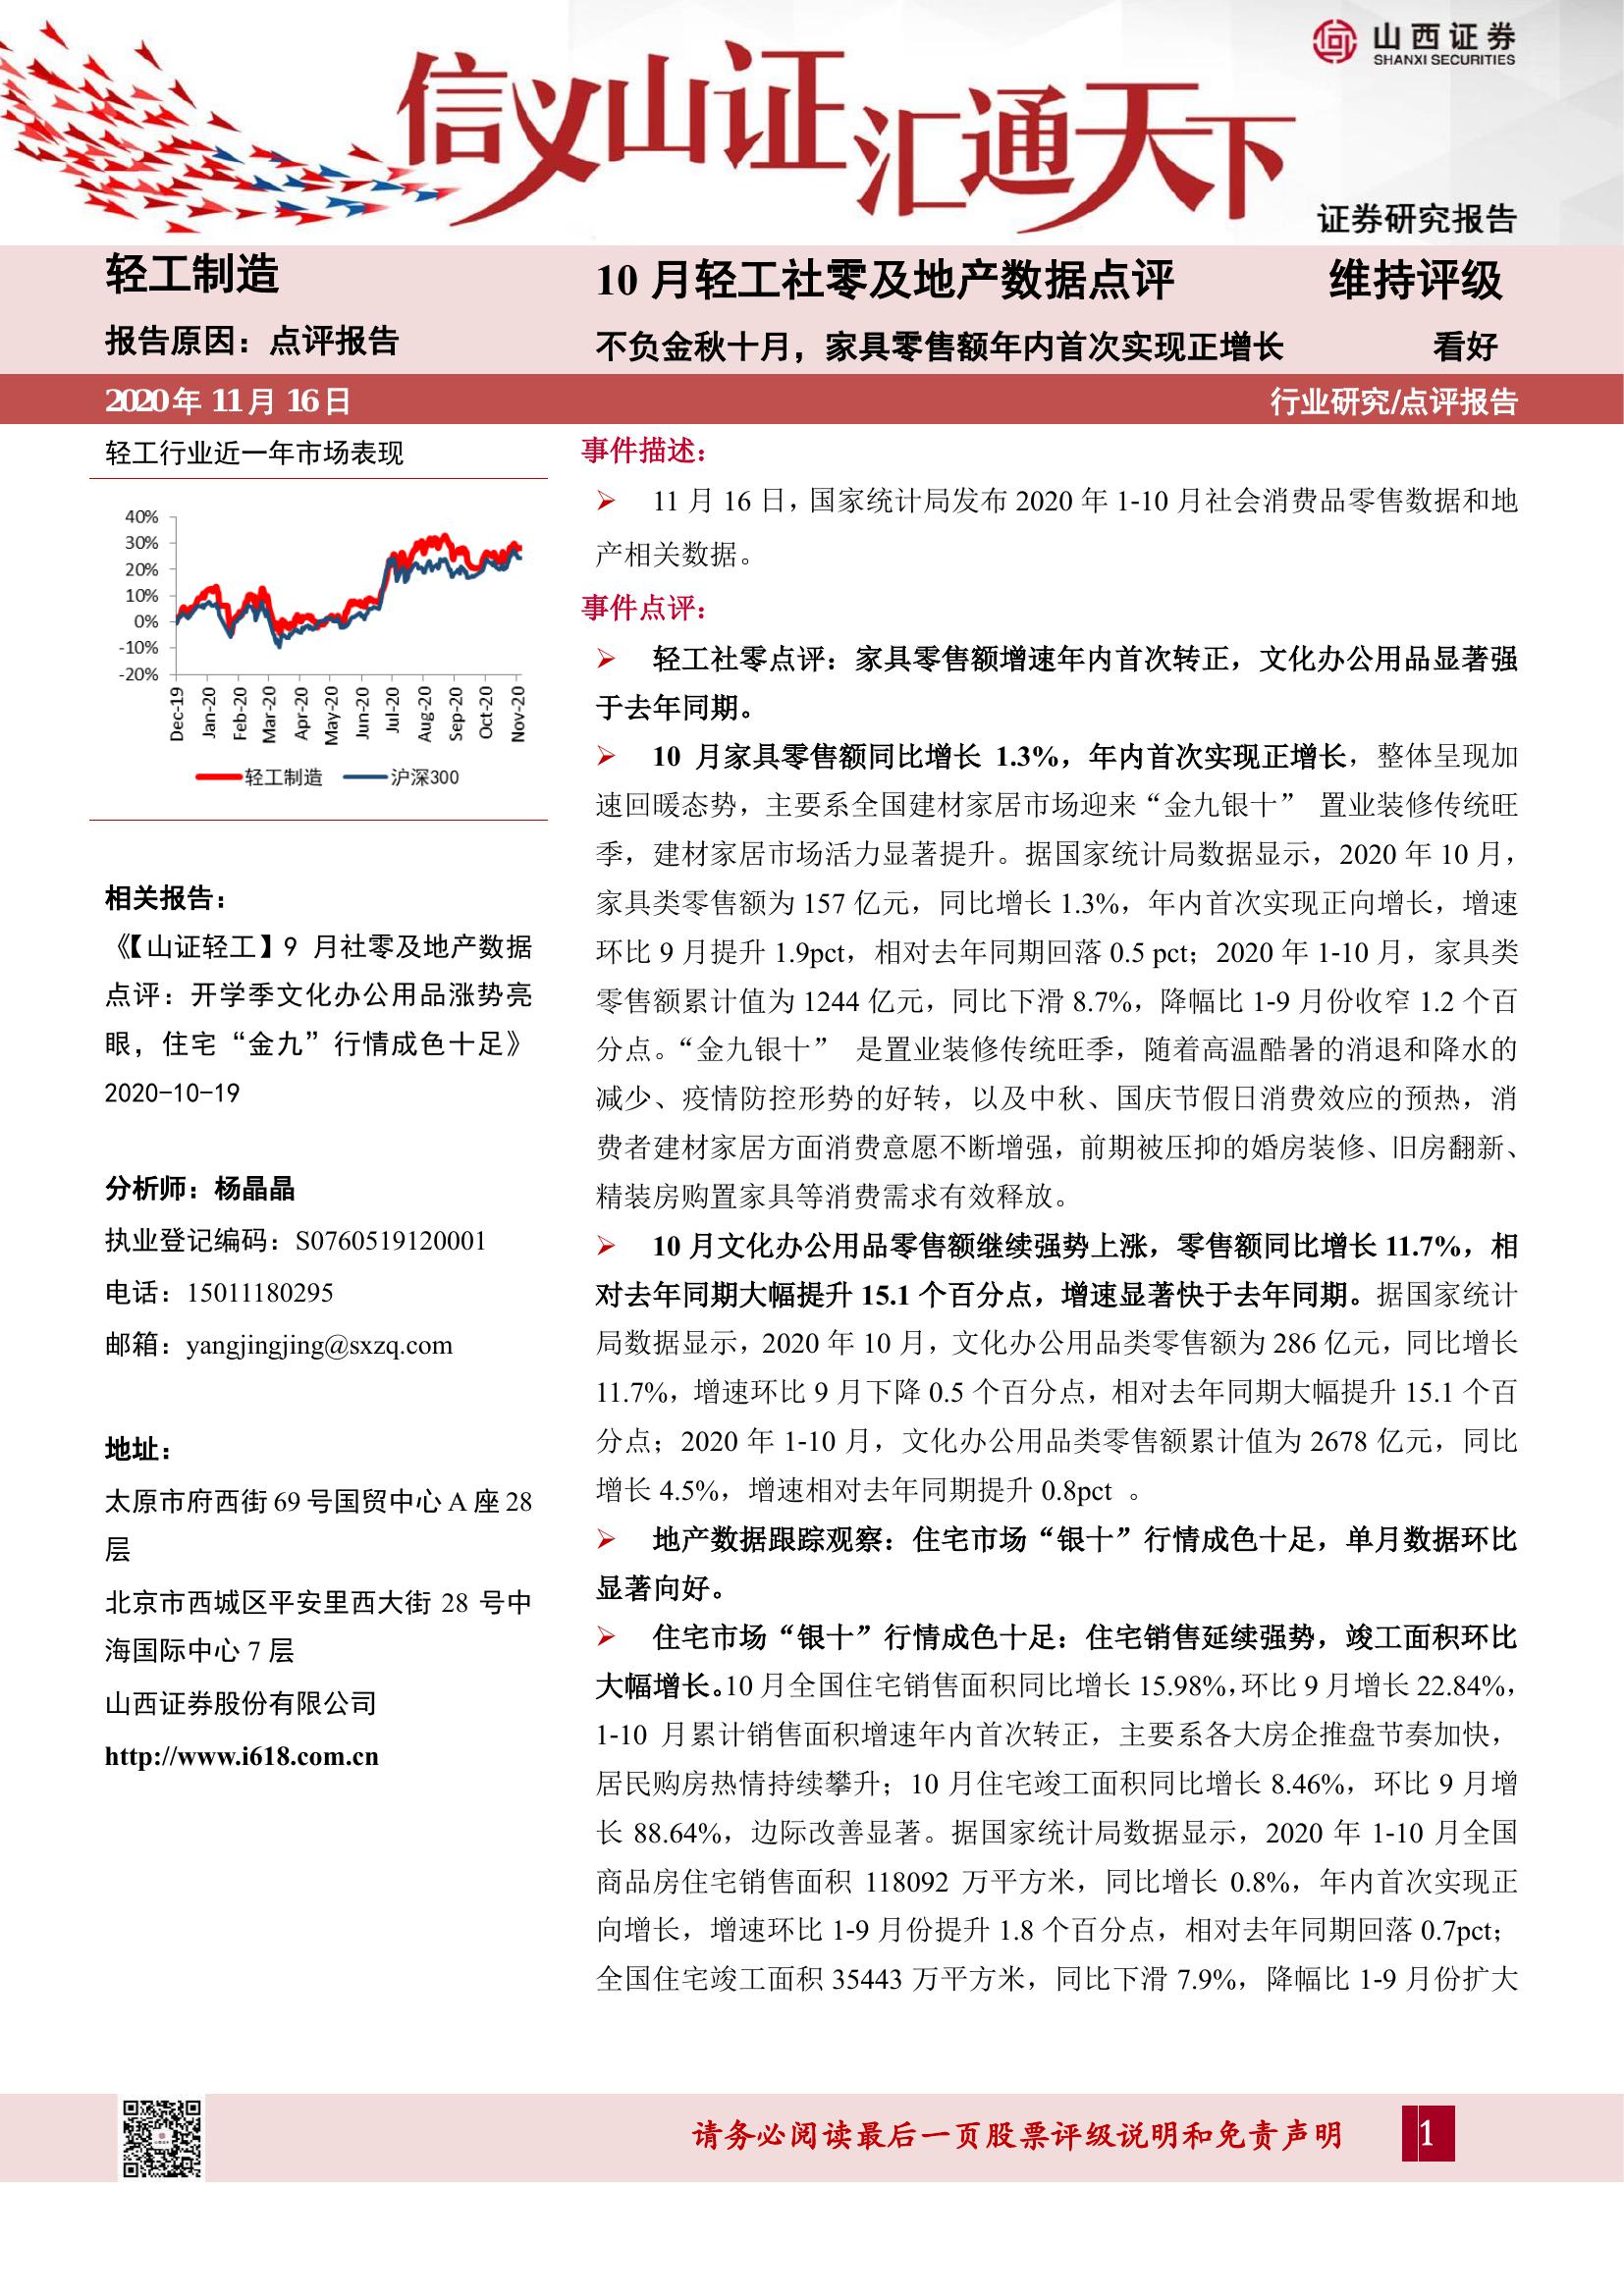 山西证券
SHANXI SECURITIES
信义山证汇通天下
证券研究报告
轻工制造
报告原因：点评报告
10 月轻工社零及地产数据点评
维持评级
不负金秋十月，家具零售额年内首次实现正增长
看好
2020 年 11 月 16 日
行业研究/点评报告
轻工行业近一年市场表现
40%
30%
20%
10%
0%
-10%
-20%
Dec-19
Jan-20
Feb-20
Mar-20
Apr-20
May-20
Jun-20
Jul-20
Aug-20
Sep-20
Oct-20
Nov-20
轻工制造
沪深300
相关报告：
《【山证轻工】9 月社零及地产数据
点评：开学季文化办公用品涨势亮
眼，住宅“金九”行情成色十足》
2020-10-19
分析师：杨晶晶
执业登记编码：S0760519120001
电话：15011180295
邮箱：yangjingjing@sxzq.com
地址：
太原市府西街 69 号国贸中心 A 座 28
层
北京市西城区平安里西大街 28 号中
海国际中心 7 层
山西证券股份有限公司
http://www.i618.com.cn
事件描述：
11 月 16 日，国家统计局发布 2020 年 1-10 月社会消费品零售数据和地
产相关数据。
事件点评：
轻工社零点评：家具零售额增速年内首次转正，文化办公用品显著强
于去年同期。
10 月家具零售额同比增长 1.3%，年内首次实现正增长，整体呈现加
速回暖态势，主要系全国建材家居市场迎来“金九银十” 置业装修传统旺
季，建材家居市场活力显著提升。据国家统计局数据显示，2020 年 10 月，
家具类零售额为 157 亿元，同比增长 1.3%，年内首次实现正向增长，增速
环比 9 月提升 1.9pct，相对去年同期回落 0.5 pct；2020 年 1-10 月，家具类
零售额累计值为 1244 亿元，同比下滑 8.7%，降幅比 1-9 月份收窄 1.2 个百
分点。“金九银十” 是置业装修传统旺季，随着高温酷暑的消退和降水的
减少、疫情防控形势的好转，以及中秋、国庆节假日消费效应的预热，消
费者建材家居方面消费意愿不断增强，前期被压抑的婚房装修、旧房翻新、
精装房购置家具等消费需求有效释放。
10 月文化办公用品零售额继续强势上涨，零售额同比增长 11.7%，相
对去年同期大幅提升 15.1 个百分点，增速显著快于去年同期。据国家统计
局数据显示，2020 年 10 月，文化办公用品类零售额为 286 亿元，同比增长
11.7%，增速环比 9 月下降 0.5 个百分点，相对去年同期大幅提升 15.1 个百
分点；2020 年 1-10 月，文化办公用品类零售额累计值为 2678 亿元，同比
增长 4.5%，增速相对去年同期提升 0.8pct 。
地产数据跟踪观察：住宅市场“银十”行情成色十足，单月数据环比
显著向好。
住宅市场“银十”行情成色十足：住宅销售延续强势，竣工面积环比
大幅增长。10 月全国住宅销售面积同比增长 15.98%，环比 9 月增长 22.84%，
1-10 月累计销售面积增速年内首次转正，主要系各大房企推盘节奏加快，
居民购房热情持续攀升；10 月住宅竣工面积同比增长 8.46%，环比 9 月增
长 88.64%，边际改善显著。据国家统计局数据显示，2020 年 1-10 月全国
商品房住宅销售面积 118092 万平方米，同比增长 0.8%，年内首次实现正
向增长，增速环比 1-9 月份提升 1.8 个百分点，相对去年同期回落 0.7pct；
全国住宅竣工面积 35443 万平方米，同比下滑 7.9%，降幅比 1-9 月份扩大
请务必阅读最后一页股票评级说明和免责声明
1